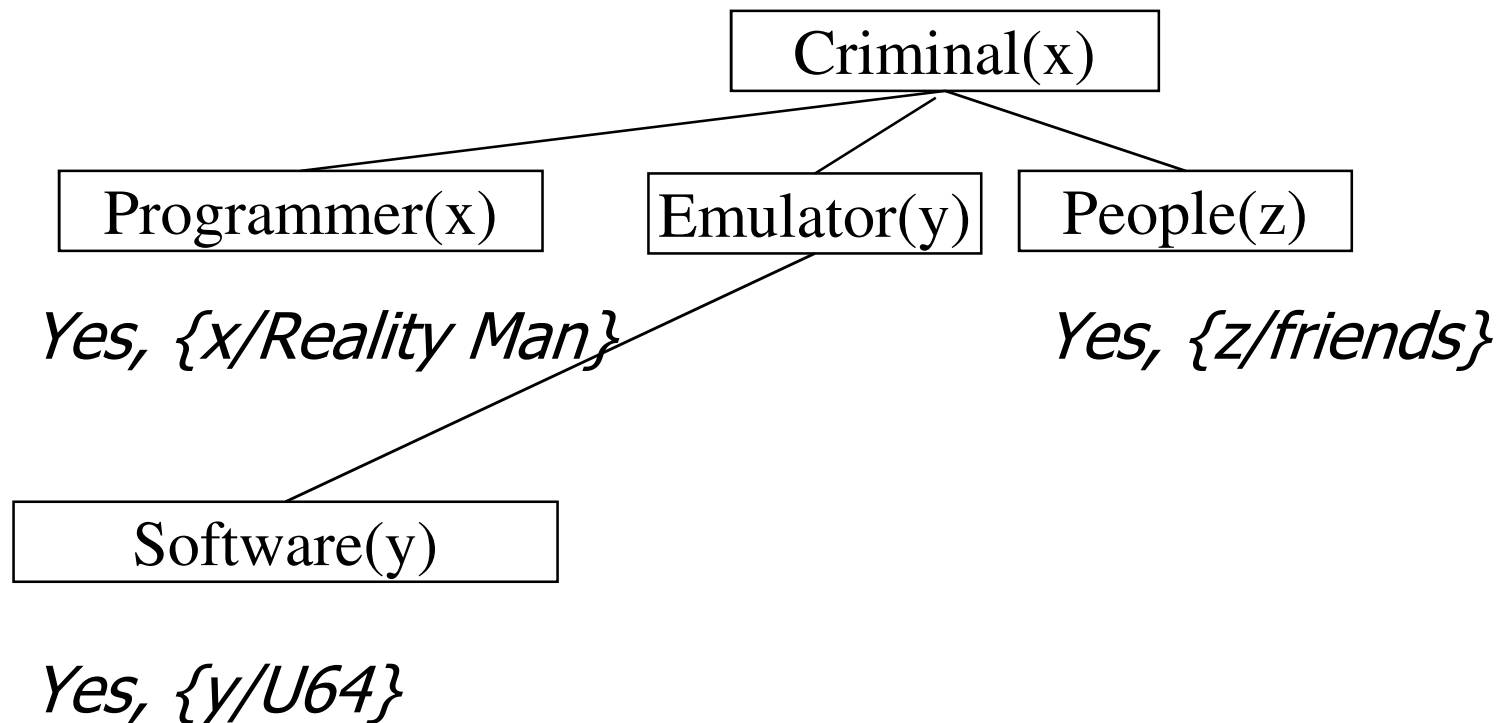 Criminal(x)
Programmer(x)
Emulator(y)
People(z)
Yes, {x/Reality Man}
Yes, {z/friends}
Software(y)
Yes, {y/U64}